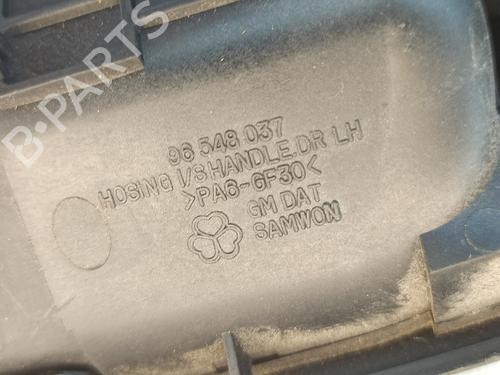 96 548 037
HOSING I/S HANDLE.DR LH
>PA6-GF30<
GM DAT
SAMWON
B-PARTS